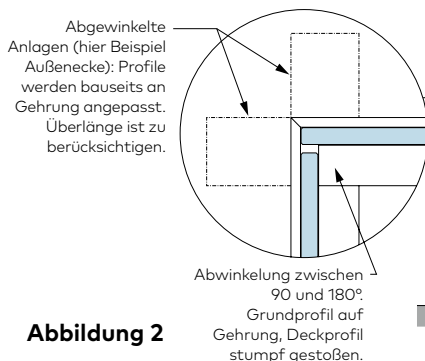 Abgewinkelte
Anlagen (hier Beispiel
Außenecke): Profile
werden bauseits an
Gehrung angepasst.
Überlänge ist zu
berücksichtigen.
Abwinkelung zwischen
90 und 180°.
Grundprofil auf
Gehrung, Deckprofil
stumpf gestoßen.
Abbildung 2